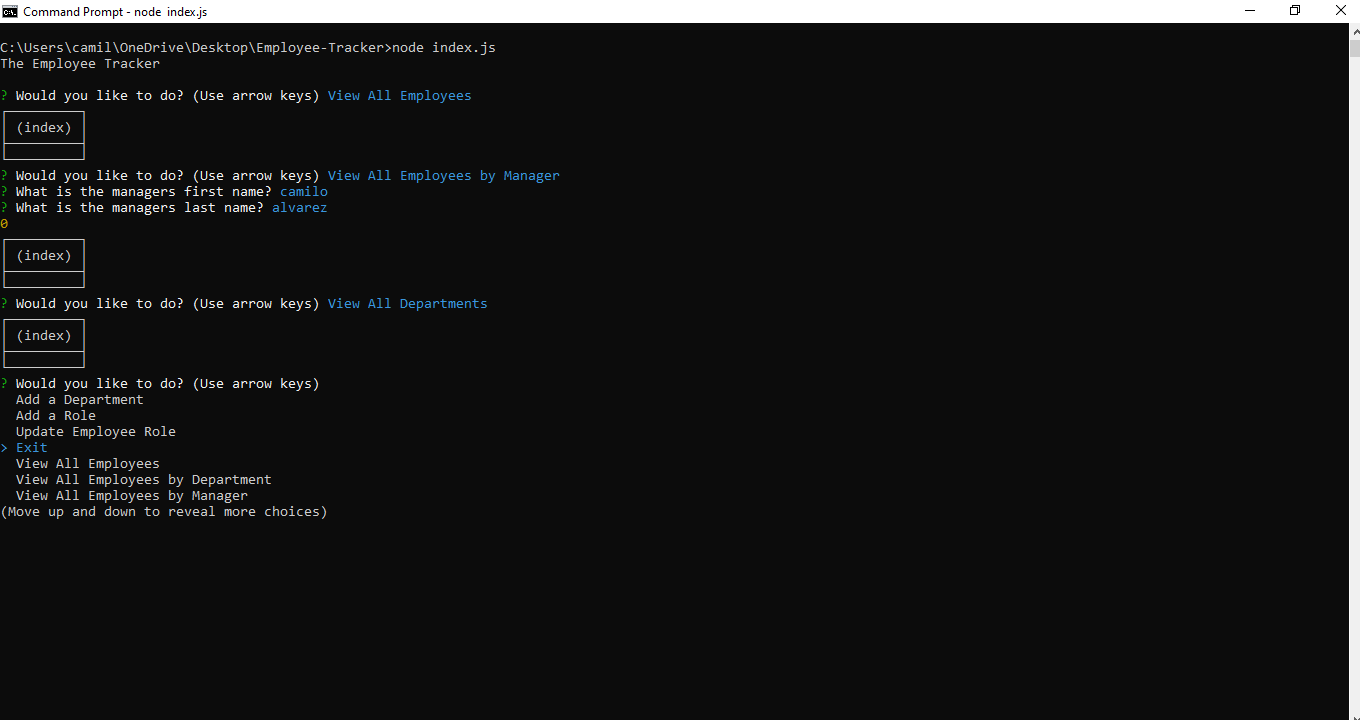 Command Prompt - node index.js
C:\Users\camil\OneDrive\Desktop\Employee-Tracker>node index.js
The Employee Tracker
? Would you like to do? (Use arrow keys) View All Employees
(index)
? Would you like to do? (Use arrow keys) View All Employees by Manager
? What is the managers first name? camilo
? What is the managers last name? alvarez
0
(index)
? Would you like to do? (Use arrow keys) View All Departments
(index)
? Would you like to do? (Use arrow keys)
Add a Department
Add a Role
Update Employee Role
> Exit
View All Employees
View All Employees by Department
View All Employees by Manager
(Move up and down to reveal more choices)